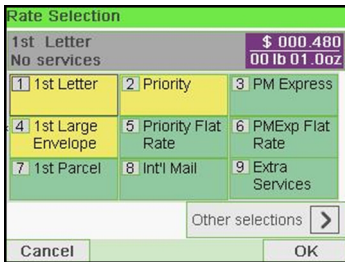 Rate Selection
1st Letter
$ 000.480
No services
00 lb 01.0oz
1 1st Letter
2 Priority
3 PM Express
4 1st Large
Envelope
5 Priority Flat
Rate
6 PMExp Flat
Rate
7 1st Parcel
8 Int'l Mail
9 Extra
Services
Other selections >
Cancel
OK